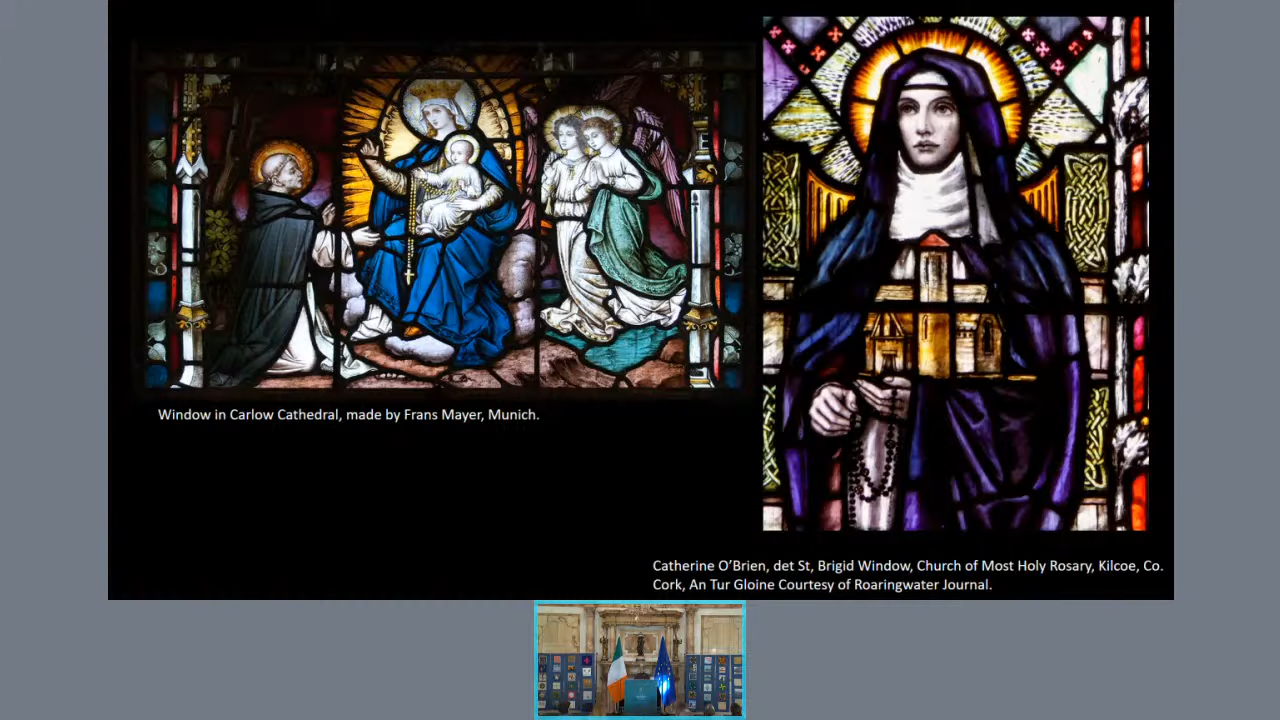 Window in Carlow Cathedral, made by Frans Mayer, Munich.
Catherine O’Brien, det St, Brigid Window, Church of Most Holy Rosary, Kilcoe, Co.
Cork, An Tur Gloine Courtesy of Roaringwater Journal.